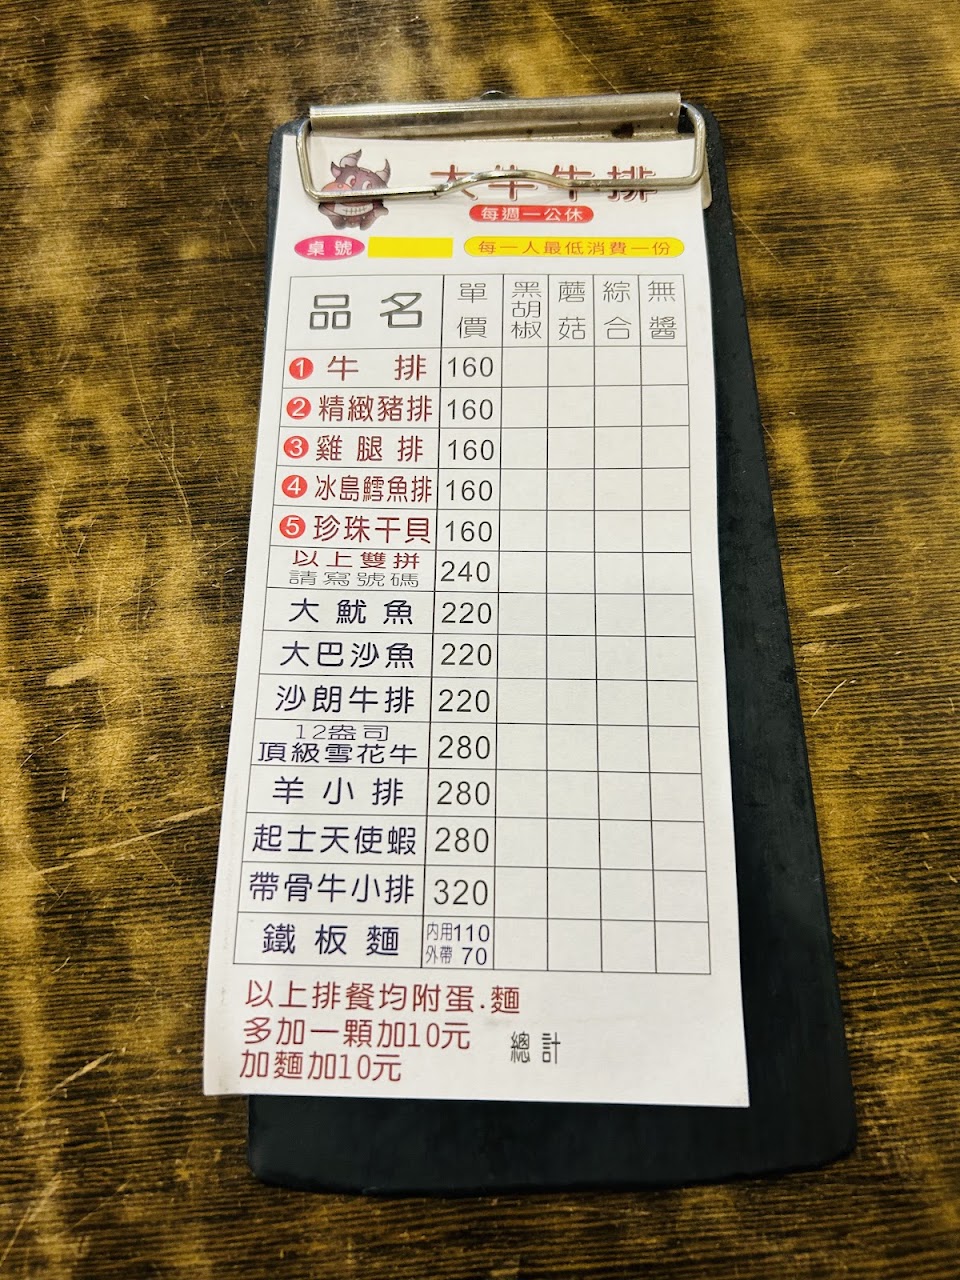 大牛牛排
每週一公休
桌號 每一人最低消費一份
品名 單價 黑胡椒 蘑菇 綜合 無醬
1 牛排 160
2 精緻豬排 160
3 雞腿排 160
4 冰島鱈魚排 160
5 珍珠干貝 160
以上雙拼
請寫號碼 240
大魷魚 220
大巴沙魚 220
沙朗牛排 220
12盎司
頂級雪花牛 280
羊小排 280
起士天使蝦 280
帶骨牛小排 320
鐵板麵 內用110
外帶 70
以上排餐均附蛋.麵
多加一顆加10元
加麵加10元
總計